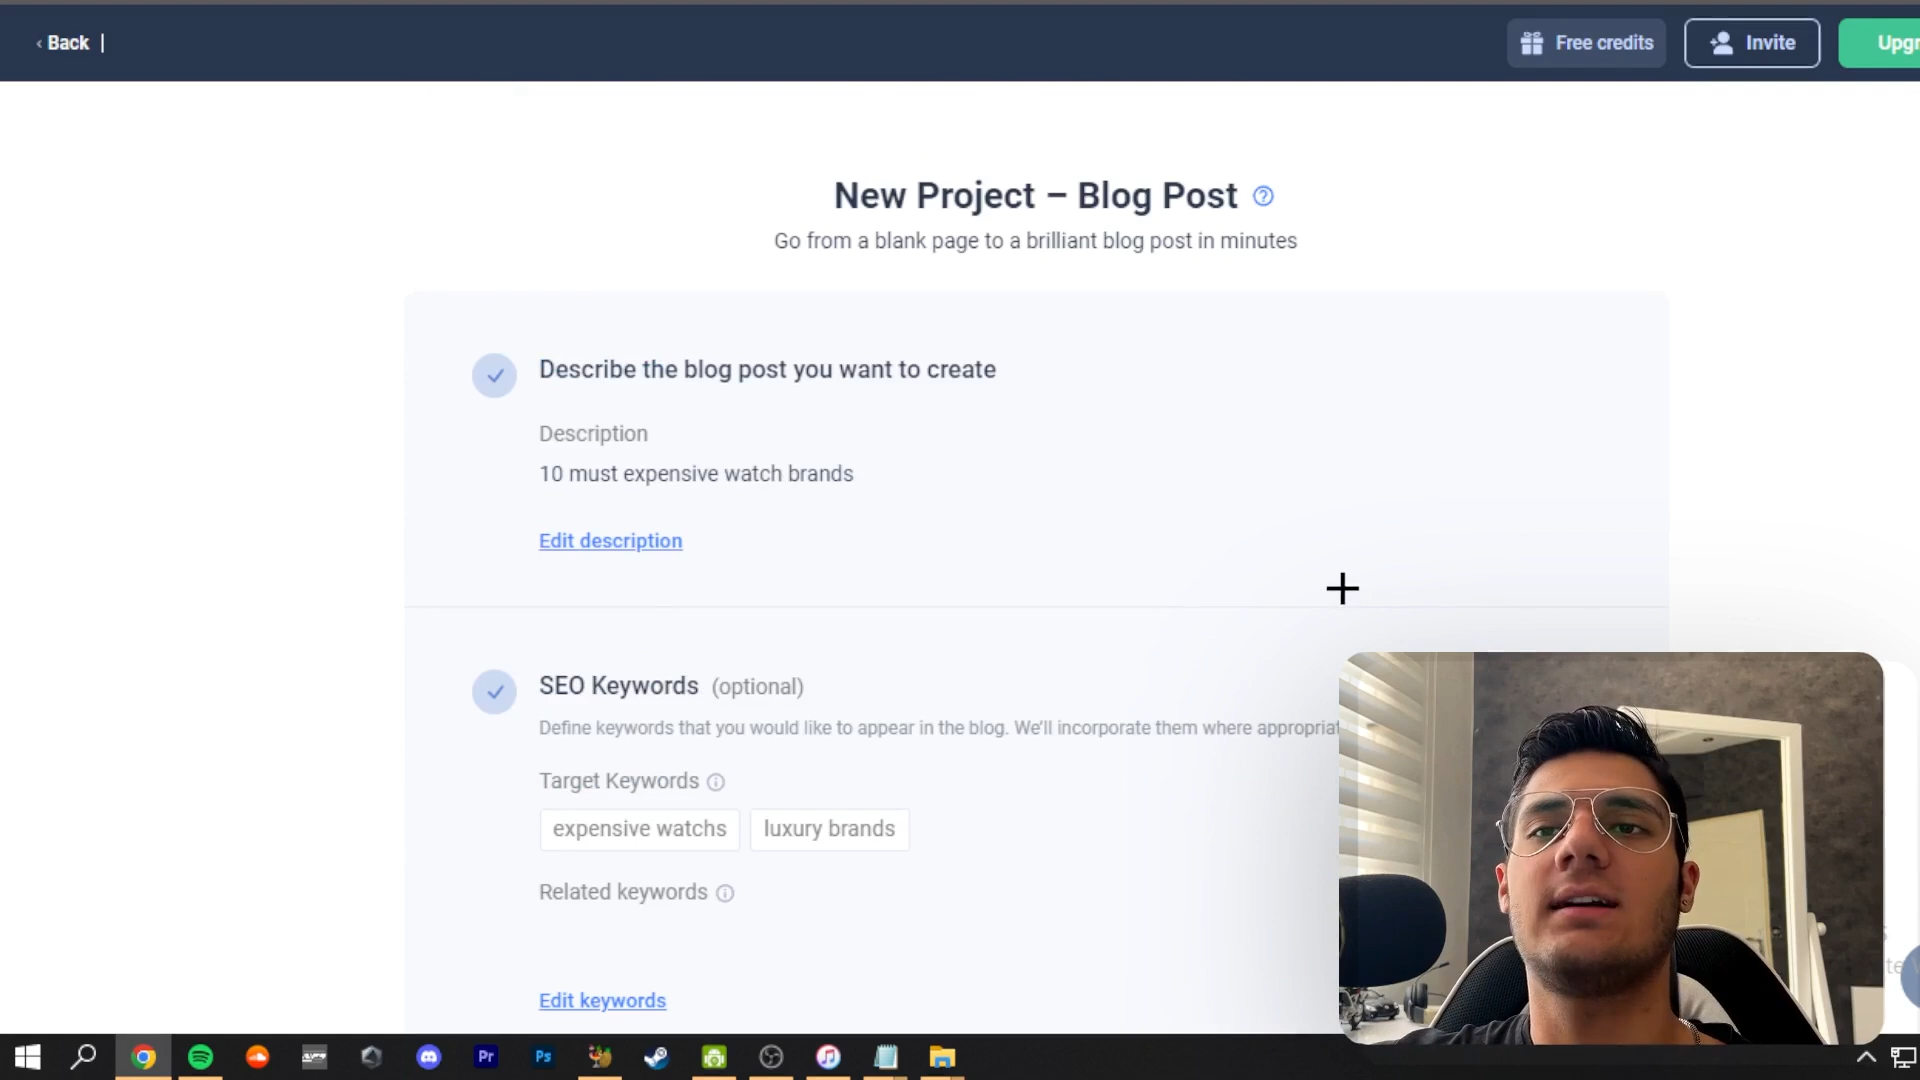 ‹ Back |
Free credits
Invite
Upgr
New Project – Blog Post ?
Go from a blank page to a brilliant blog post in minutes
Describe the blog post you want to create
Description
10 must expensive watch brands
Edit description
SEO Keywords (optional)
Define keywords that you would like to appear in the blog. We'll incorporate them where appropriat
Target Keywords
expensive watchs
luxury brands
Related keywords
Edit keywords
te
Pr
Ps